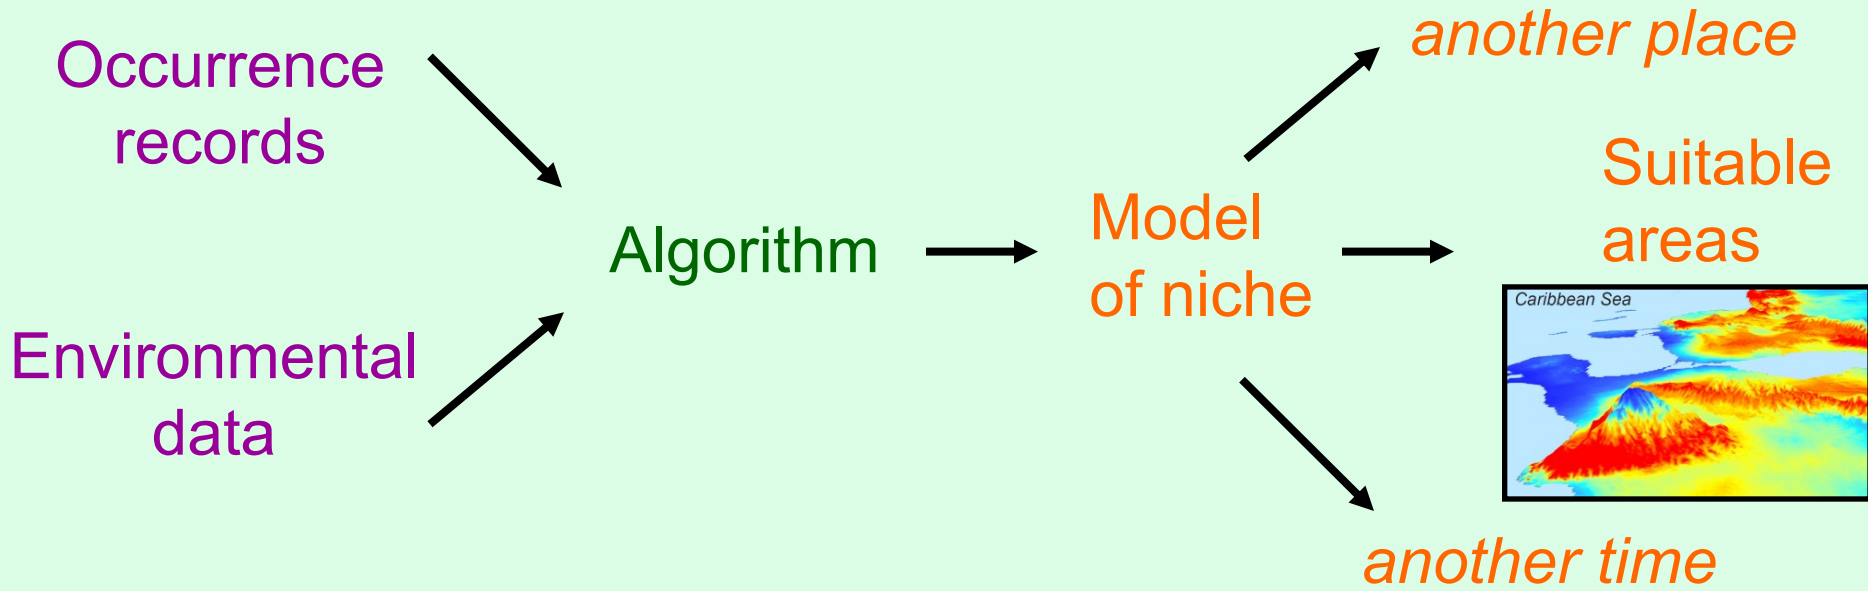 Occurrence
records
Environmental
data
Algorithm
Model
of niche
another place
Suitable
areas
Caribbean Sea
another time